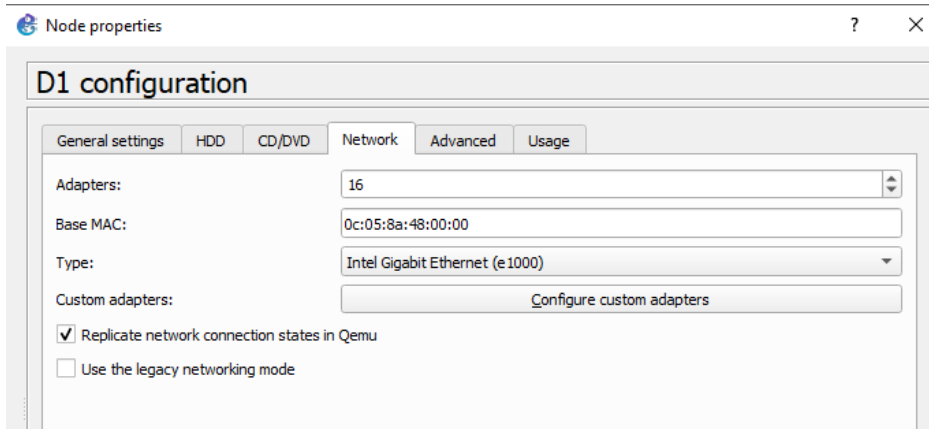 Node properties
?
D1 configuration
General settings HDD CD/DVD Network Advanced Usage
Adapters: 16
Base MAC: 0c:05:8a:48:00:00
Type: Intel Gigabit Ethernet (e1000)
Custom adapters: Configure custom adapters
Replicate network connection states in Qemu
Use the legacy networking mode